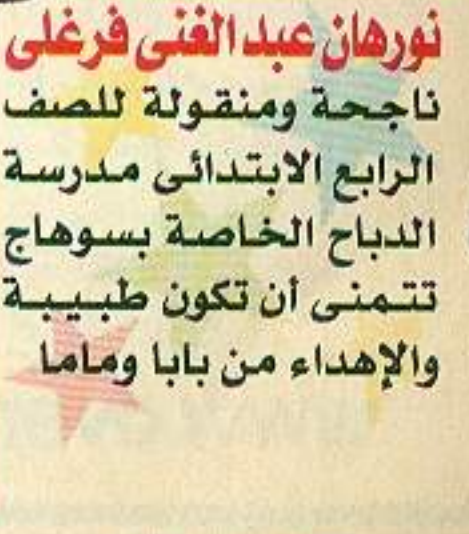 نورهان عبد الغنى فرغلى
ناجحة ومنقولة للصف
الرابع الابتدائى مدرسة
الدباح الخاصة بسوهاج
تتمنى أن تكون طبيبة
والإهداء من بابا وماما